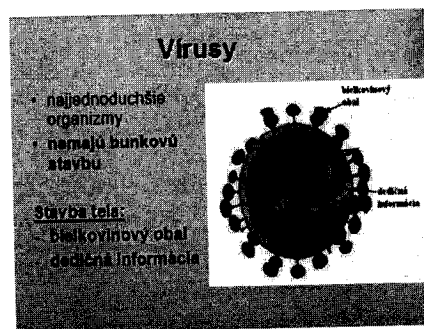 Vírusy
• najjednoduchšie
organizmy
• nemajú bunkovú
stavbu
Stavba tela:
bielkovinový obal
dedičná informácia
bielkovinový
obal
dedičná
informácia